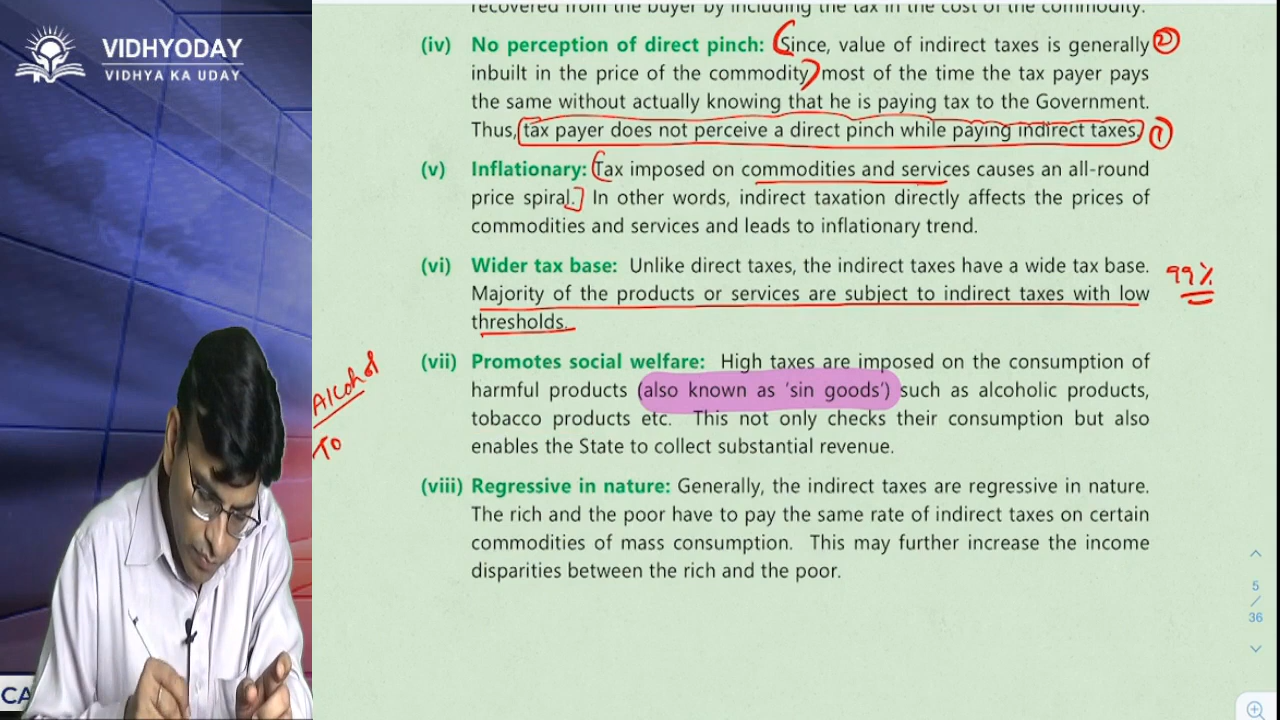 VIDHYODAY
VIDHYA KA UDAY
recovered from the buyer by including the tax in the cost of the commodity.
(iv) No perception of direct pinch: Since, value of indirect taxes is generally ②
inbuilt in the price of the commodity, most of the time the tax payer pays
the same without actually knowing that he is paying tax to the Government.
Thus, tax payer does not perceive a direct pinch while paying indirect taxes. ①
(v) Inflationary: Tax imposed on commodities and services causes an all-round
price spiral. In other words, indirect taxation directly affects the prices of
commodities and services and leads to inflationary trend.
(vi) Wider tax base: Unlike direct taxes, the indirect taxes have a wide tax base.
99%
Majority of the products or services are subject to indirect taxes with low
thresholds.
(vii) Promotes social welfare: High taxes are imposed on the consumption of
Alcohol
harmful products (also known as 'sin goods') such as alcoholic products,
tobacco products etc. This not only checks their consumption but also
To
enables the State to collect substantial revenue.
(viii) Regressive in nature: Generally, the indirect taxes are regressive in nature.
The rich and the poor have to pay the same rate of indirect taxes on certain
commodities of mass consumption. This may further increase the income
disparities between the rich and the poor.
5
/
36
CA